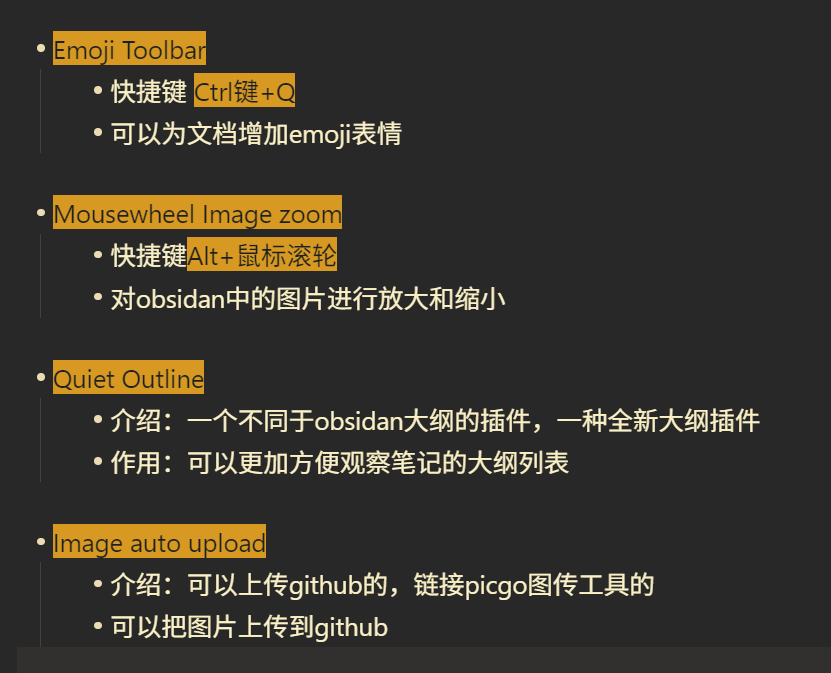 Emoji Toolbar
快捷键 Ctrl键+Q
可以为文档增加emoji表情
Mousewheel Image zoom
快捷键Alt+鼠标滚轮
对obsidan中的图片进行放大和缩小
Quiet Outline
介绍：一个不同于obsidan大纲的插件，一种全新大纲插件
作用：可以更加方便观察笔记的大纲列表
Image auto upload
介绍：可以上传github的，链接picgo图传工具的
可以把图片上传到github